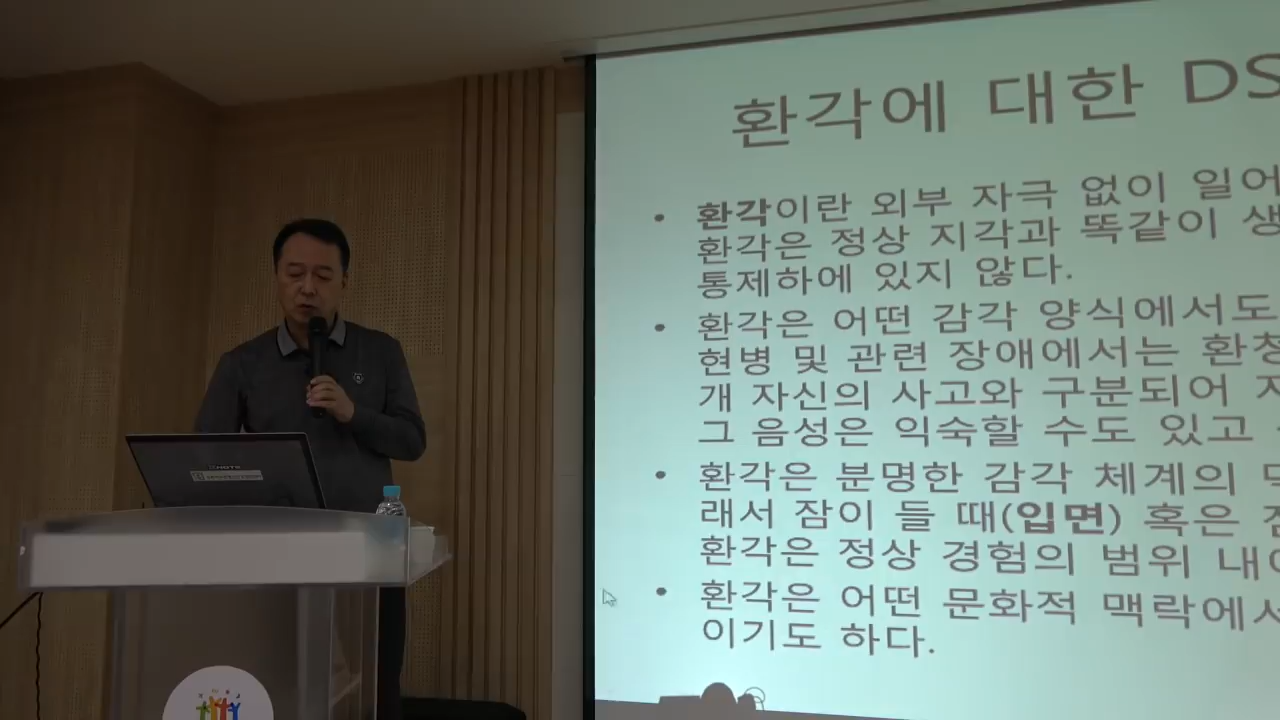 환각에 대한 DS
• 환각이란 외부 자극 없이 일어
환각은 정상 지각과 똑같이 생
통제하에 있지 않다.
• 환각은 어떤 감각 양식에서도
현병 및 관련 장애에서는 환청
개 자신의 사고와 구분되어 지
그 음성은 익숙할 수도 있고
• 환각은 분명한 감각 체계의
래서 잠이 들 때(입면) 혹은
환각은 정상 경험의 범위 내
• 환각은 어떤 문화적 맥락에서
이기도 하다.
XNOTE